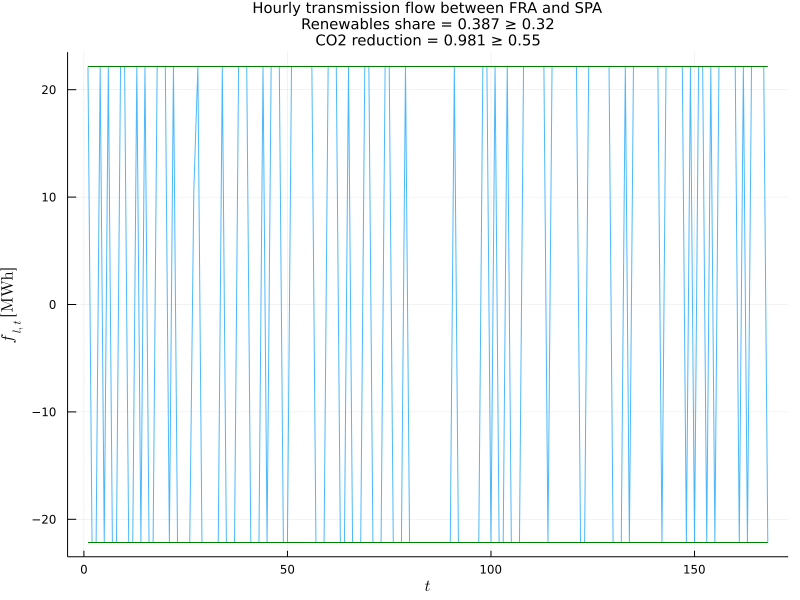 Hourly transmission flow between FRA and SPA
Renewables share = 0.387 ≥ 0.32
CO2 reduction = 0.981 ≥ 0.55
20
10
0
−10
−20
f l,t [MWh]
0
50
100
150
t